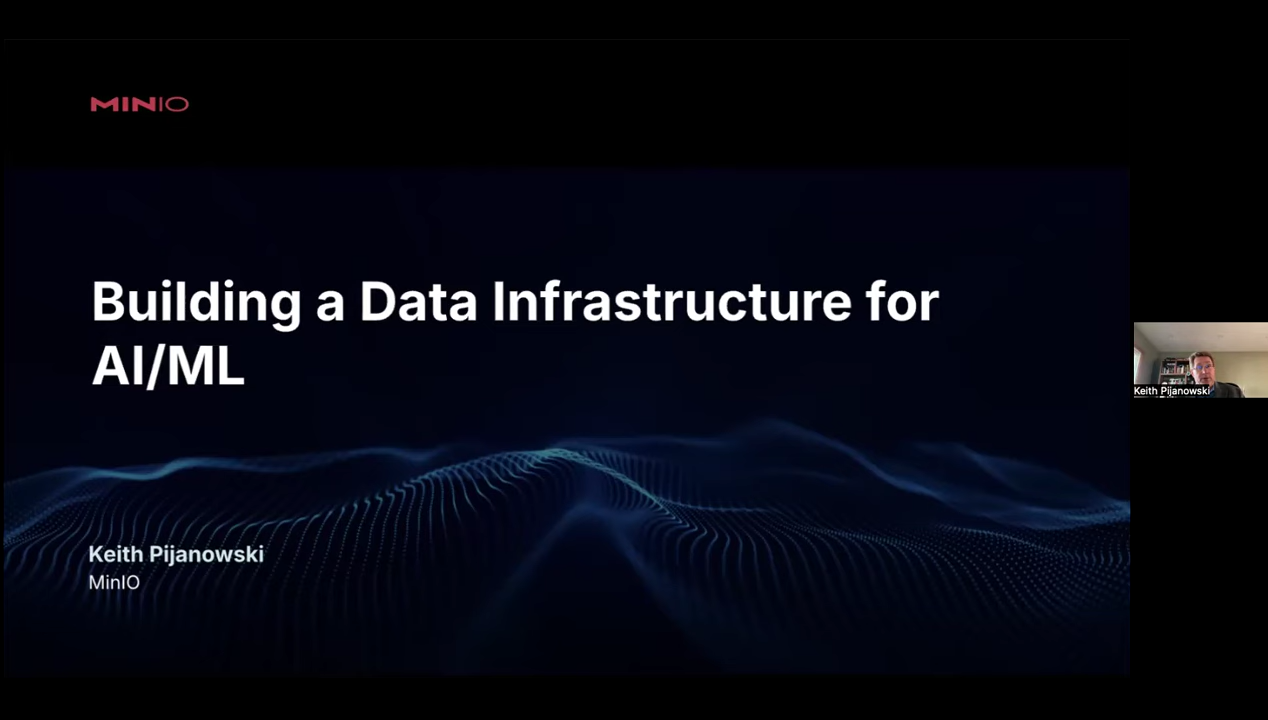 MINIO
Building a Data Infrastructure for
AI/ML
Keith Pijanowski
MinIO
Keith Pijanowski